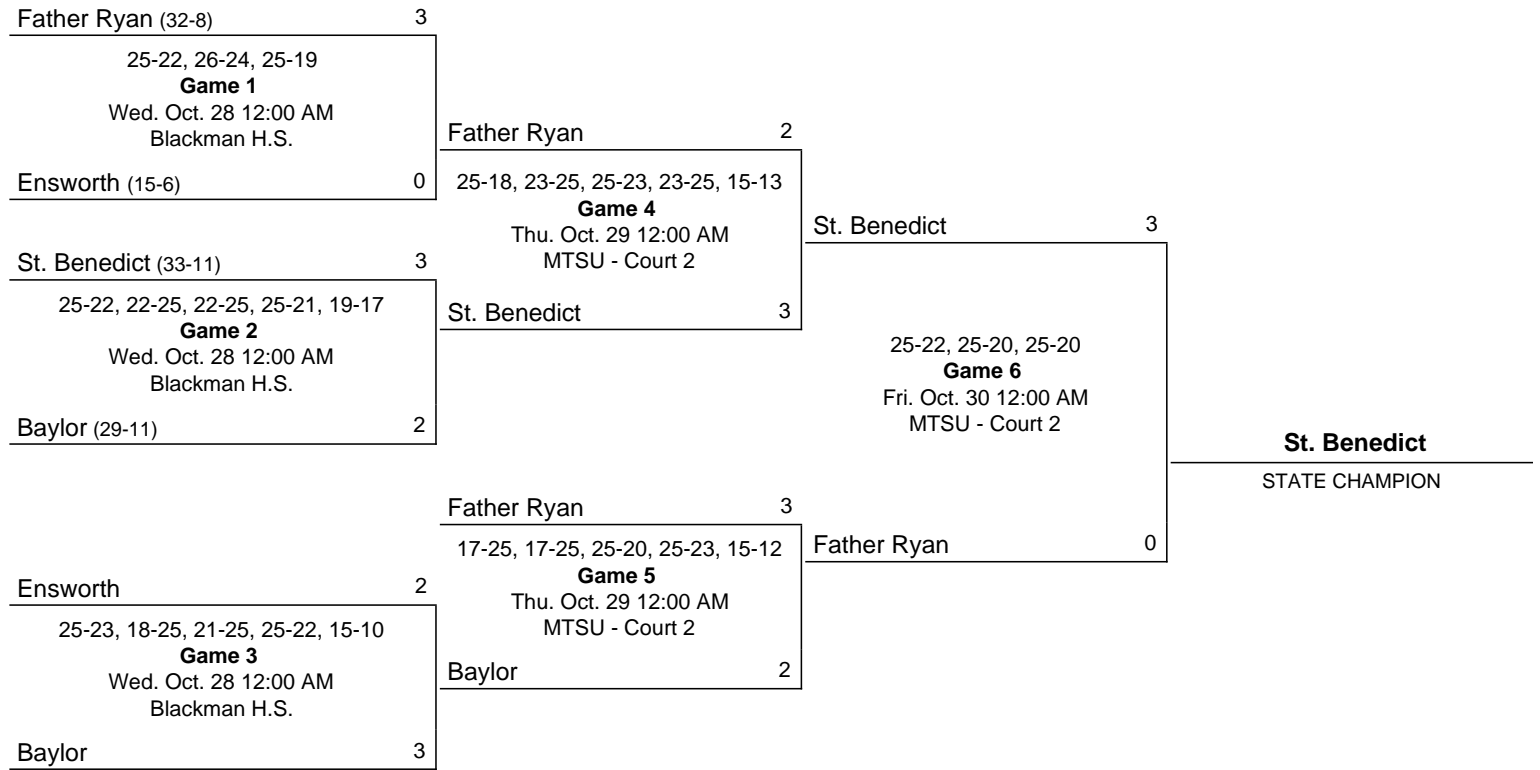 Father Ryan (32-8) 3
25-22, 26-24, 25-19
Game 1
Wed. Oct. 28 12:00 AM
Blackman H.S.
Ensworth (15-6) 0
St. Benedict (33-11) 3
25-22, 22-25, 22-25, 25-21, 19-17
Game 2
Wed. Oct. 28 12:00 AM
Blackman H.S.
Baylor (29-11) 2
Ensworth 2
25-23, 18-25, 21-25, 25-22, 15-10
Game 3
Wed. Oct. 28 12:00 AM
Blackman H.S.
Baylor 3
Father Ryan 2
25-18, 23-25, 25-23, 23-25, 15-13
Game 4
Thu. Oct. 29 12:00 AM
MTSU - Court 2
St. Benedict 3
Father Ryan 3
17-25, 17-25, 25-20, 25-23, 15-12
Game 5
Thu. Oct. 29 12:00 AM
MTSU - Court 2
Baylor 2
St. Benedict 3
25-22, 25-20, 25-20
Game 6
Fri. Oct. 30 12:00 AM
MTSU - Court 2
Father Ryan 0
St. Benedict
STATE CHAMPION